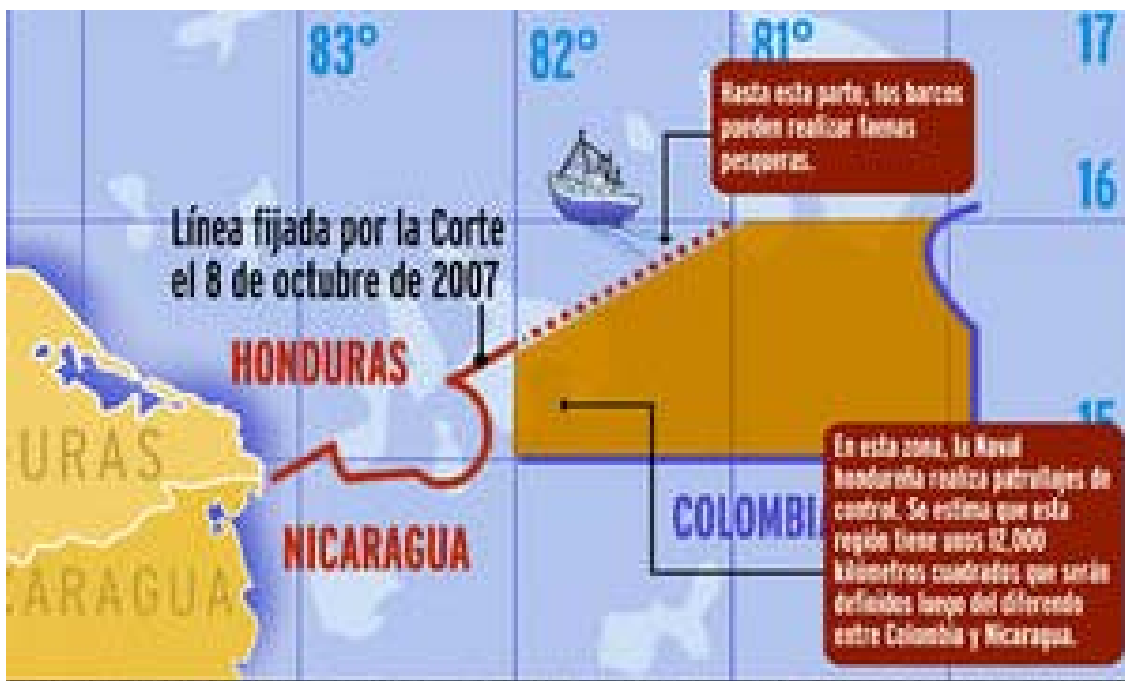 83°
82°
81°
17
Hasta esta parte, los barcos
pueden realizar faenas
pesqueras.
16
Línea fijada por la Corte
el 8 de octubre de 2007
HONDURAS
URAS
15
En esta zona, la Naval
hondureña realiza patrullajes de
control. Se estima que esta
región tiene unos 12,000
kilómetros cuadrados que serán
definidos luego del diferendo
entre Colombia y Nicaragua.
COLOMBIA
NICARAGUA
CARAGUA